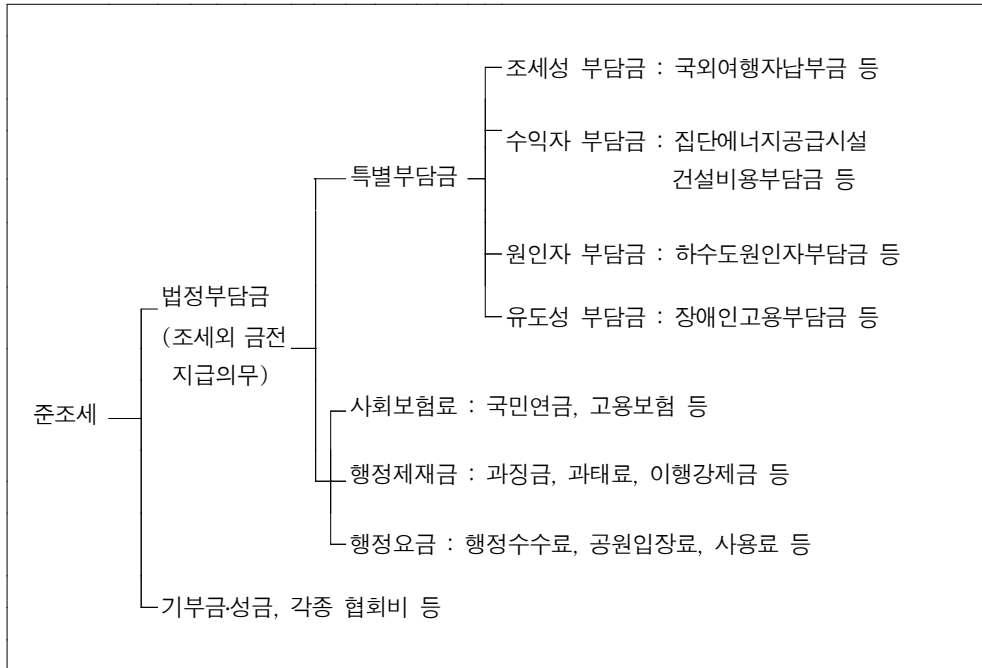 조세성 부담금 : 국외여행자납부금 등
수익자 부담금 : 집단에너지공급시설
건설비용부담금 등
특별부담금
원인자 부담금 : 하수도원인자부담금 등
법정부담금
유도성 부담금 : 장애인고용부담금 등
(조세외 금전
지급의무)
준조세
사회보험료 : 국민연금, 고용보험 등
행정제재금 : 과징금, 과태료, 이행강제금 등
행정요금 : 행정수수료, 공원입장료, 사용료 등
기부금·성금, 각종 협회비 등